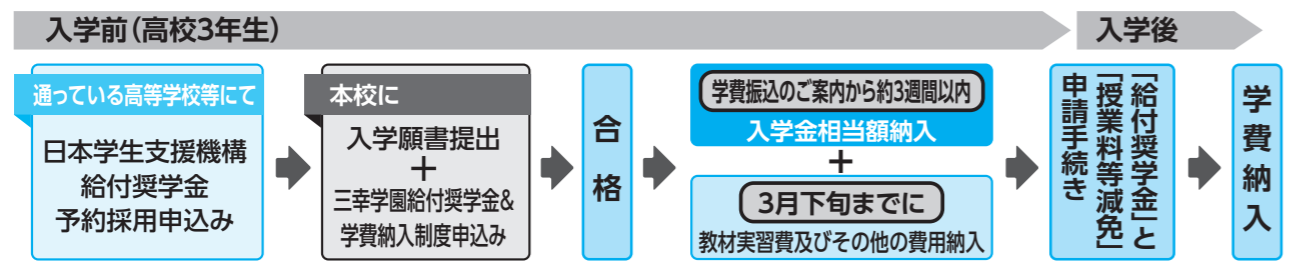 入学前(高校3年生)
入学後
通っている高等学校等にて
日本学生支援機構
給付奨学金
予約採用申込み
本校に
入学願書提出
+
三幸学園給付奨学金&
学費納入制度申込み
合格
学費振込のご案内から約3週間以内
入学金相当額納入
+
3月下旬までに
教材実習費及びその他の費用納入
「給付奨学金」と
「授業料等減免」
申請手続き
学費納入